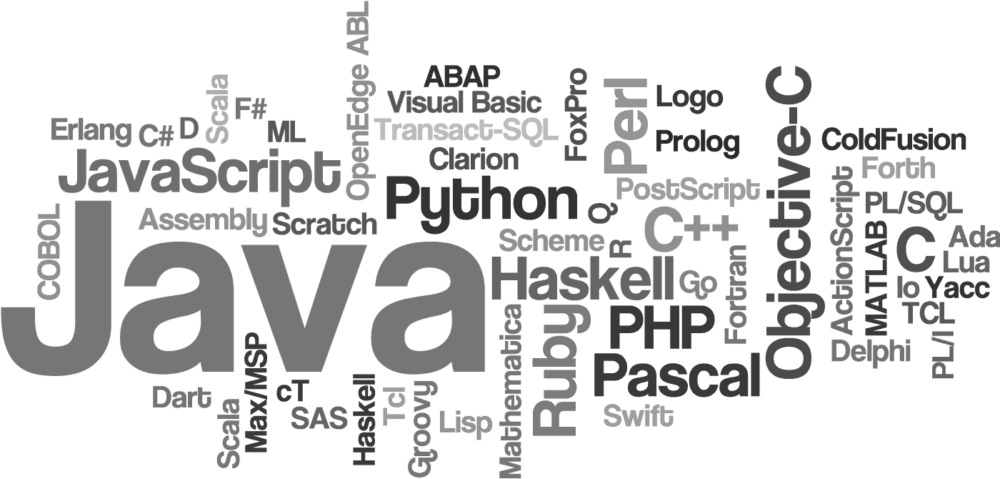 OpenEdge ABL
ABAP
Visual Basic
Transact-SQL
Clarion
FoxPro
Perl
Logo
Prolog
Objective-C
ColdFusion
Forth
Scala
F#
Erlang
C#
D
ML
JavaScript
Python
Q
PostScript
ActionScript
PL/SQL
COBOL
Assembly
Scratch
Scheme
R
C++
MATLAB
C
Ada
Lua
Java
Haskell
Go
Fortran
Io
Yacc
TCL
PHP
Delphi
PL/I
Mathematica
Ruby
Pascal
Swift
Dart
Scala
Max/MSP
cT
SAS
Haskell
Tcl
Groovy
Lisp